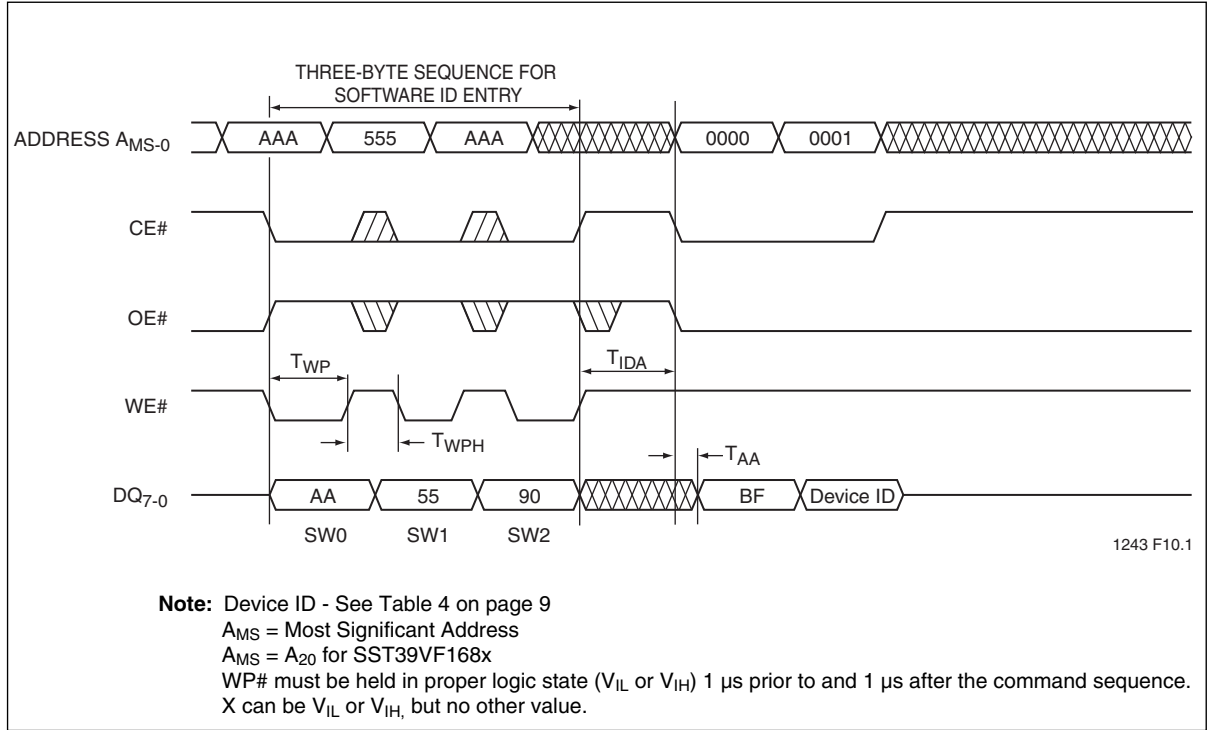 THREE-BYTE SEQUENCE FOR
SOFTWARE ID ENTRY
ADDRESS AMS-0
AAA 555 AAA 0000 0001
CE#
OE#
TWP TIDA
WE#
TWPH
TAA
DQ7-0
AA 55 90 BF Device ID
SW0 SW1 SW2
1243 F10.1
Note: Device ID - See Table 4 on page 9
AMS = Most Significant Address
AMS = A20 for SST39VF168x
WP# must be held in proper logic state (VIL or VIH) 1 µs prior to and 1 µs after the command sequence.
X can be VIL or VIH, but no other value.